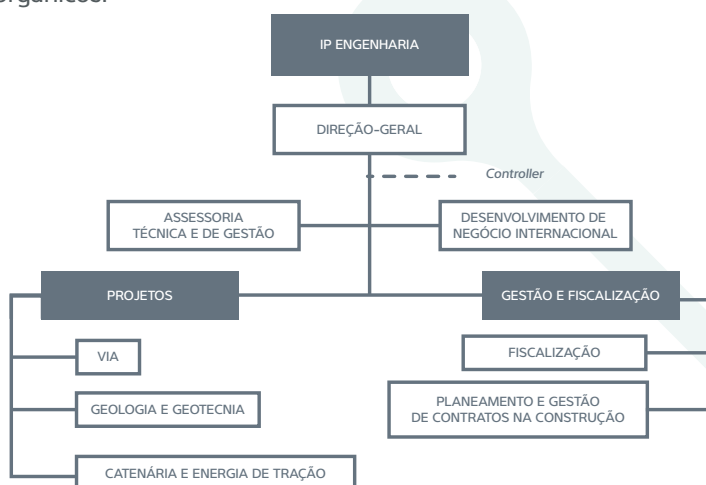 orgânicos.
IP ENGENHARIA
DIREÇÃO-GERAL
Controller
ASSESSORIA
TÉCNICA E DE GESTÃO
DESENVOLVIMENTO DE
NEGÓCIO INTERNACIONAL
PROJETOS
GESTÃO E FISCALIZAÇÃO
VIA
FISCALIZAÇÃO
GEOLOGIA E GEOTECNIA
PLANEAMENTO E GESTÃO
DE CONTRATOS NA CONSTRUÇÃO
CATENÁRIA E ENERGIA DE TRAÇÃO